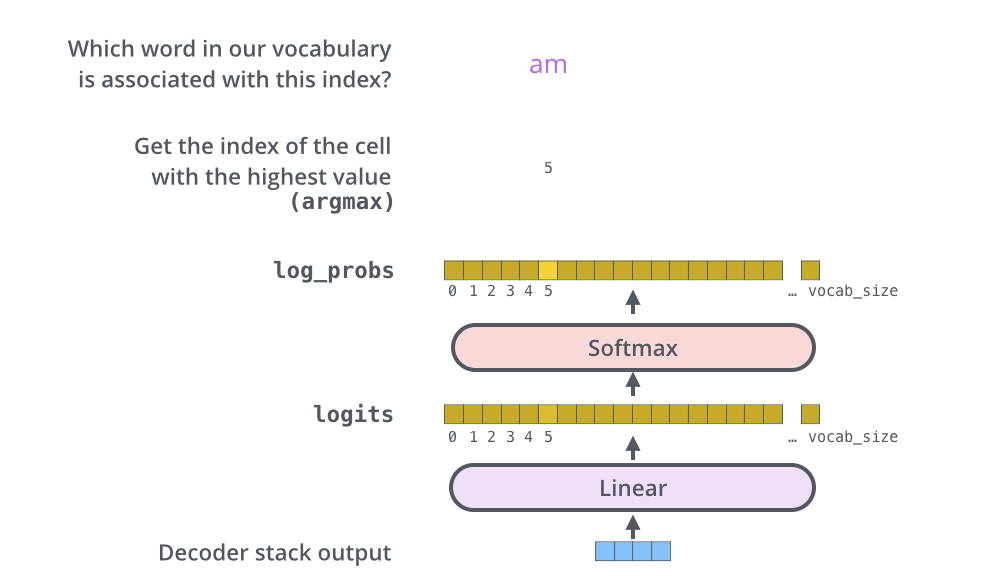 Which word in our vocabulary
is associated with this index?
am
Get the index of the cell
with the highest value
(argmax)
5
log_probs
0 1 2 3 4 5 … vocab_size
Softmax
logits
0 1 2 3 4 5 … vocab_size
Linear
Decoder stack output